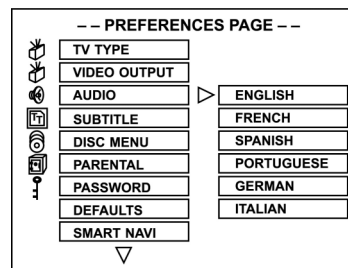 – – PREFERENCES PAGE – –
TV TYPE
VIDEO OUTPUT
AUDIO
SUBTITLE
DISC MENU
PARENTAL
PASSWORD
DEFAULTS
SMART NAVI
ENGLISH
FRENCH
SPANISH
PORTUGUESE
GERMAN
ITALIAN